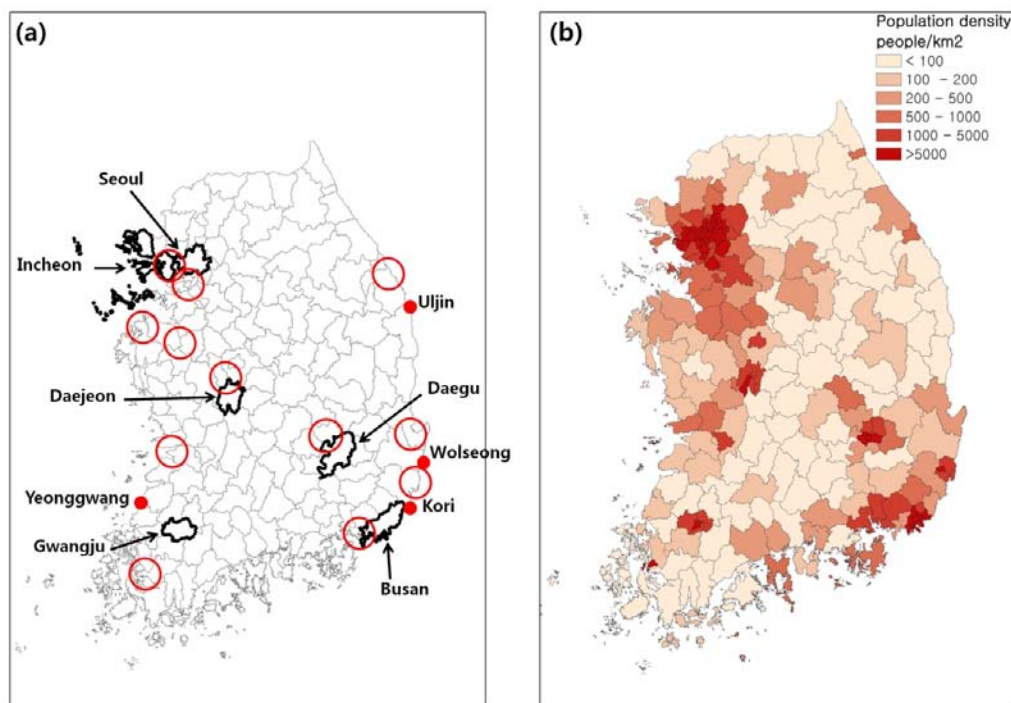 (a)
Seoul
Incheon
Uljin
Daejeon
Daegu
Wolseong
Yeonggwang
Kori
Gwangju
Busan
(b)
Population density
people/km2
< 100
100 - 200
200 - 500
500 - 1000
1000 - 5000
>5000